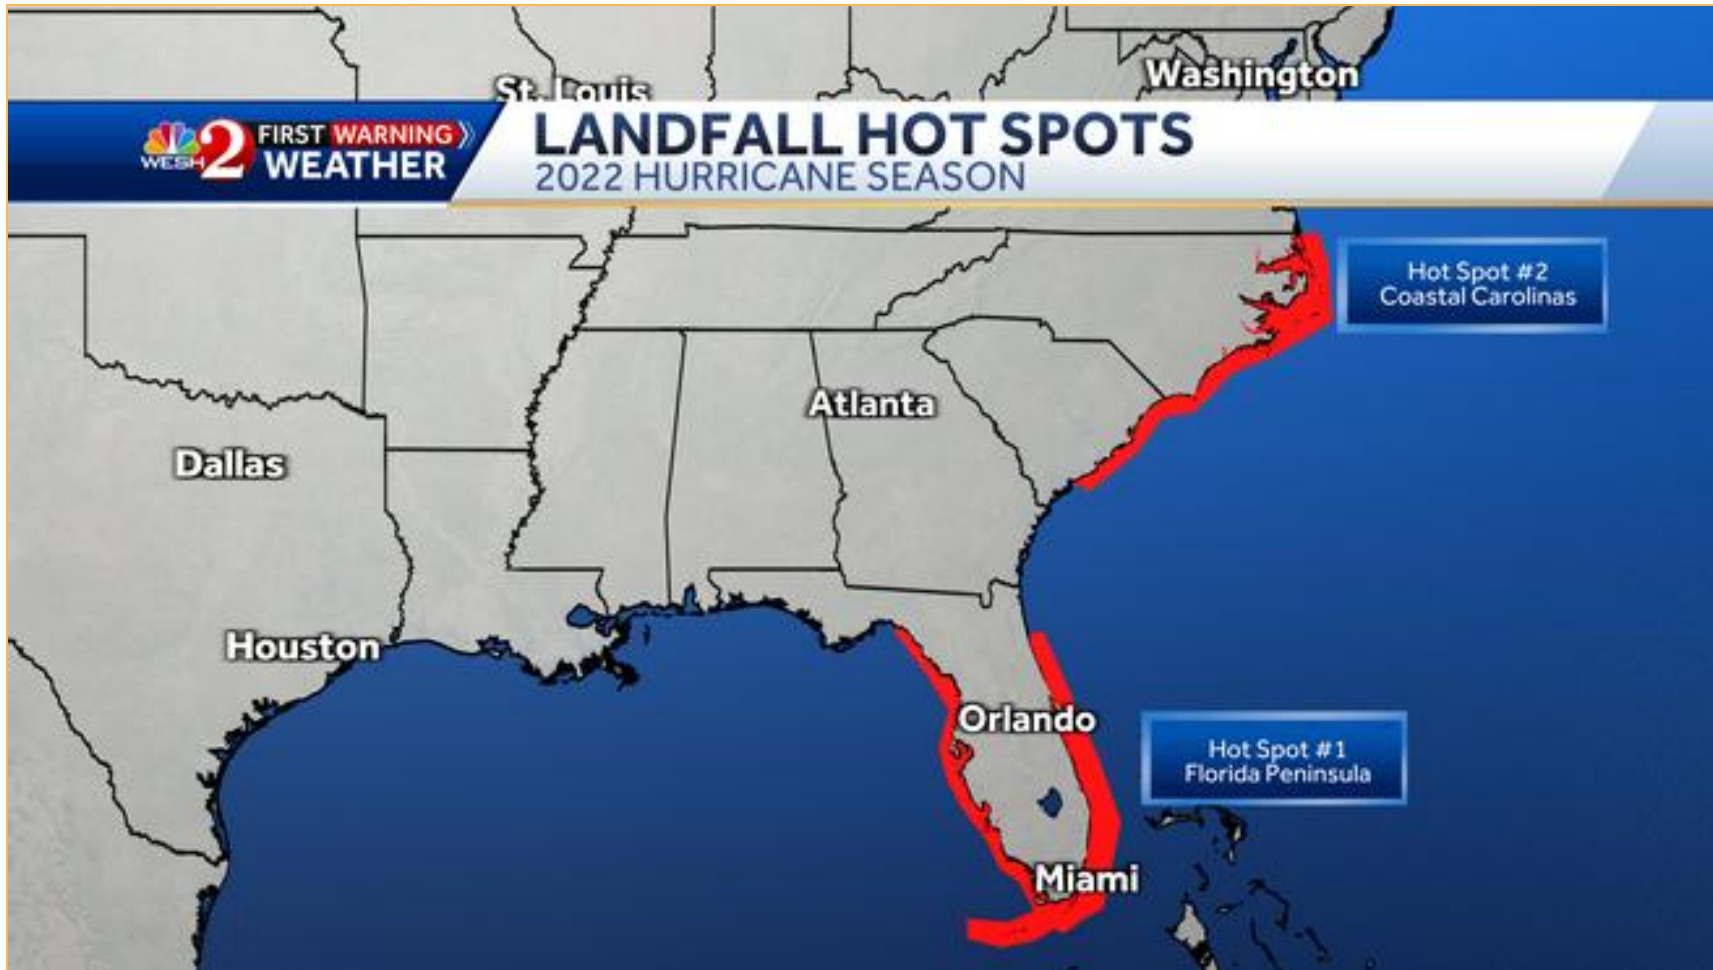 Washington
St. Louis
WESH 2 FIRST WARNING
WEATHER
LANDFALL HOT SPOTS
2022 HURRICANE SEASON
Hot Spot #2
Coastal Carolinas
Atlanta
Dallas
Houston
Orlando
Hot Spot #1
Florida Peninsula
Miami